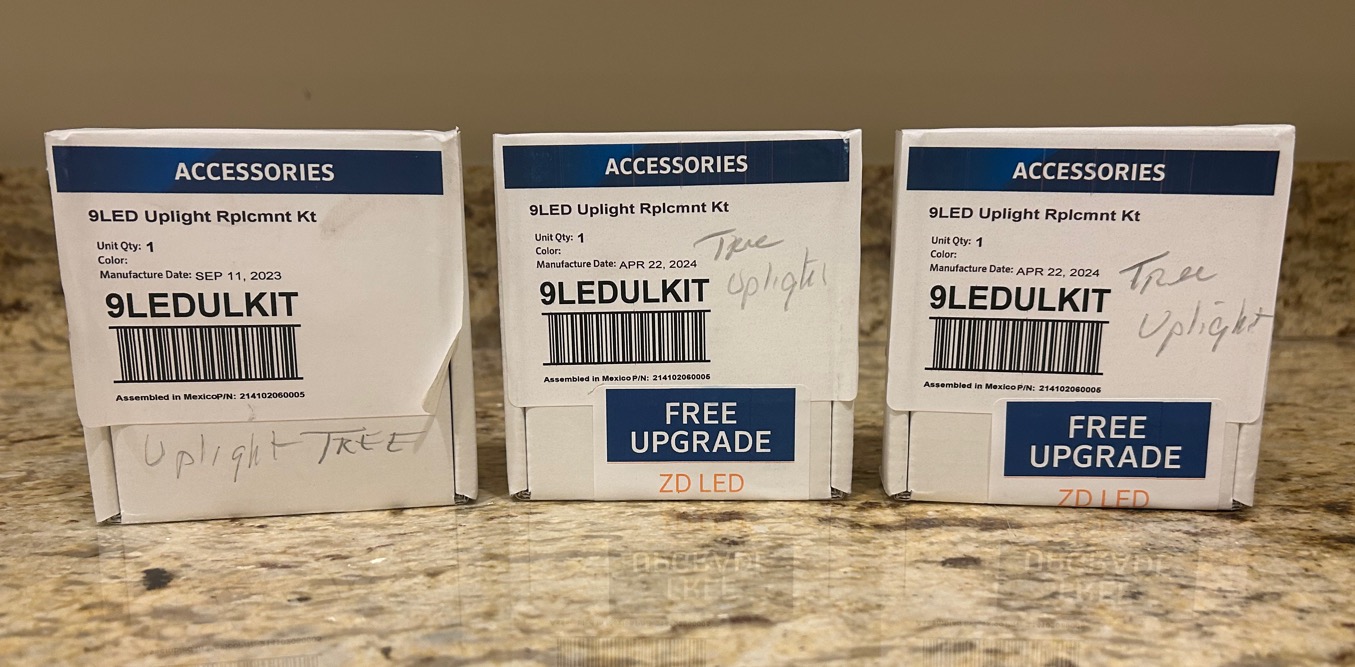 ACCESSORIES
9LED Uplight Rplcmnt Kt
Unit Qty: 1
Color:
Manufacture Date: SEP 11, 2023
9LEDULKIT
Assembled in Mexico P/N: 214102060005
Uplight TREE
ACCESSORIES
9LED Uplight Rplcmnt Kt
Unit Qty: 1
Color:
Manufacture Date: APR 22, 2024
Tree
Uplight
9LEDULKIT
Assembled in Mexico P/N: 214102060005
FREE
UPGRADE
ZD LED
ACCESSORIES
9LED Uplight Rplcmnt Kt
Unit Qty: 1
Color:
Manufacture Date: APR 22, 2024
Tree
Uplight
9LEDULKIT
Assembled in Mexico P/N: 214102060005
FREE
UPGRADE
ZD LED